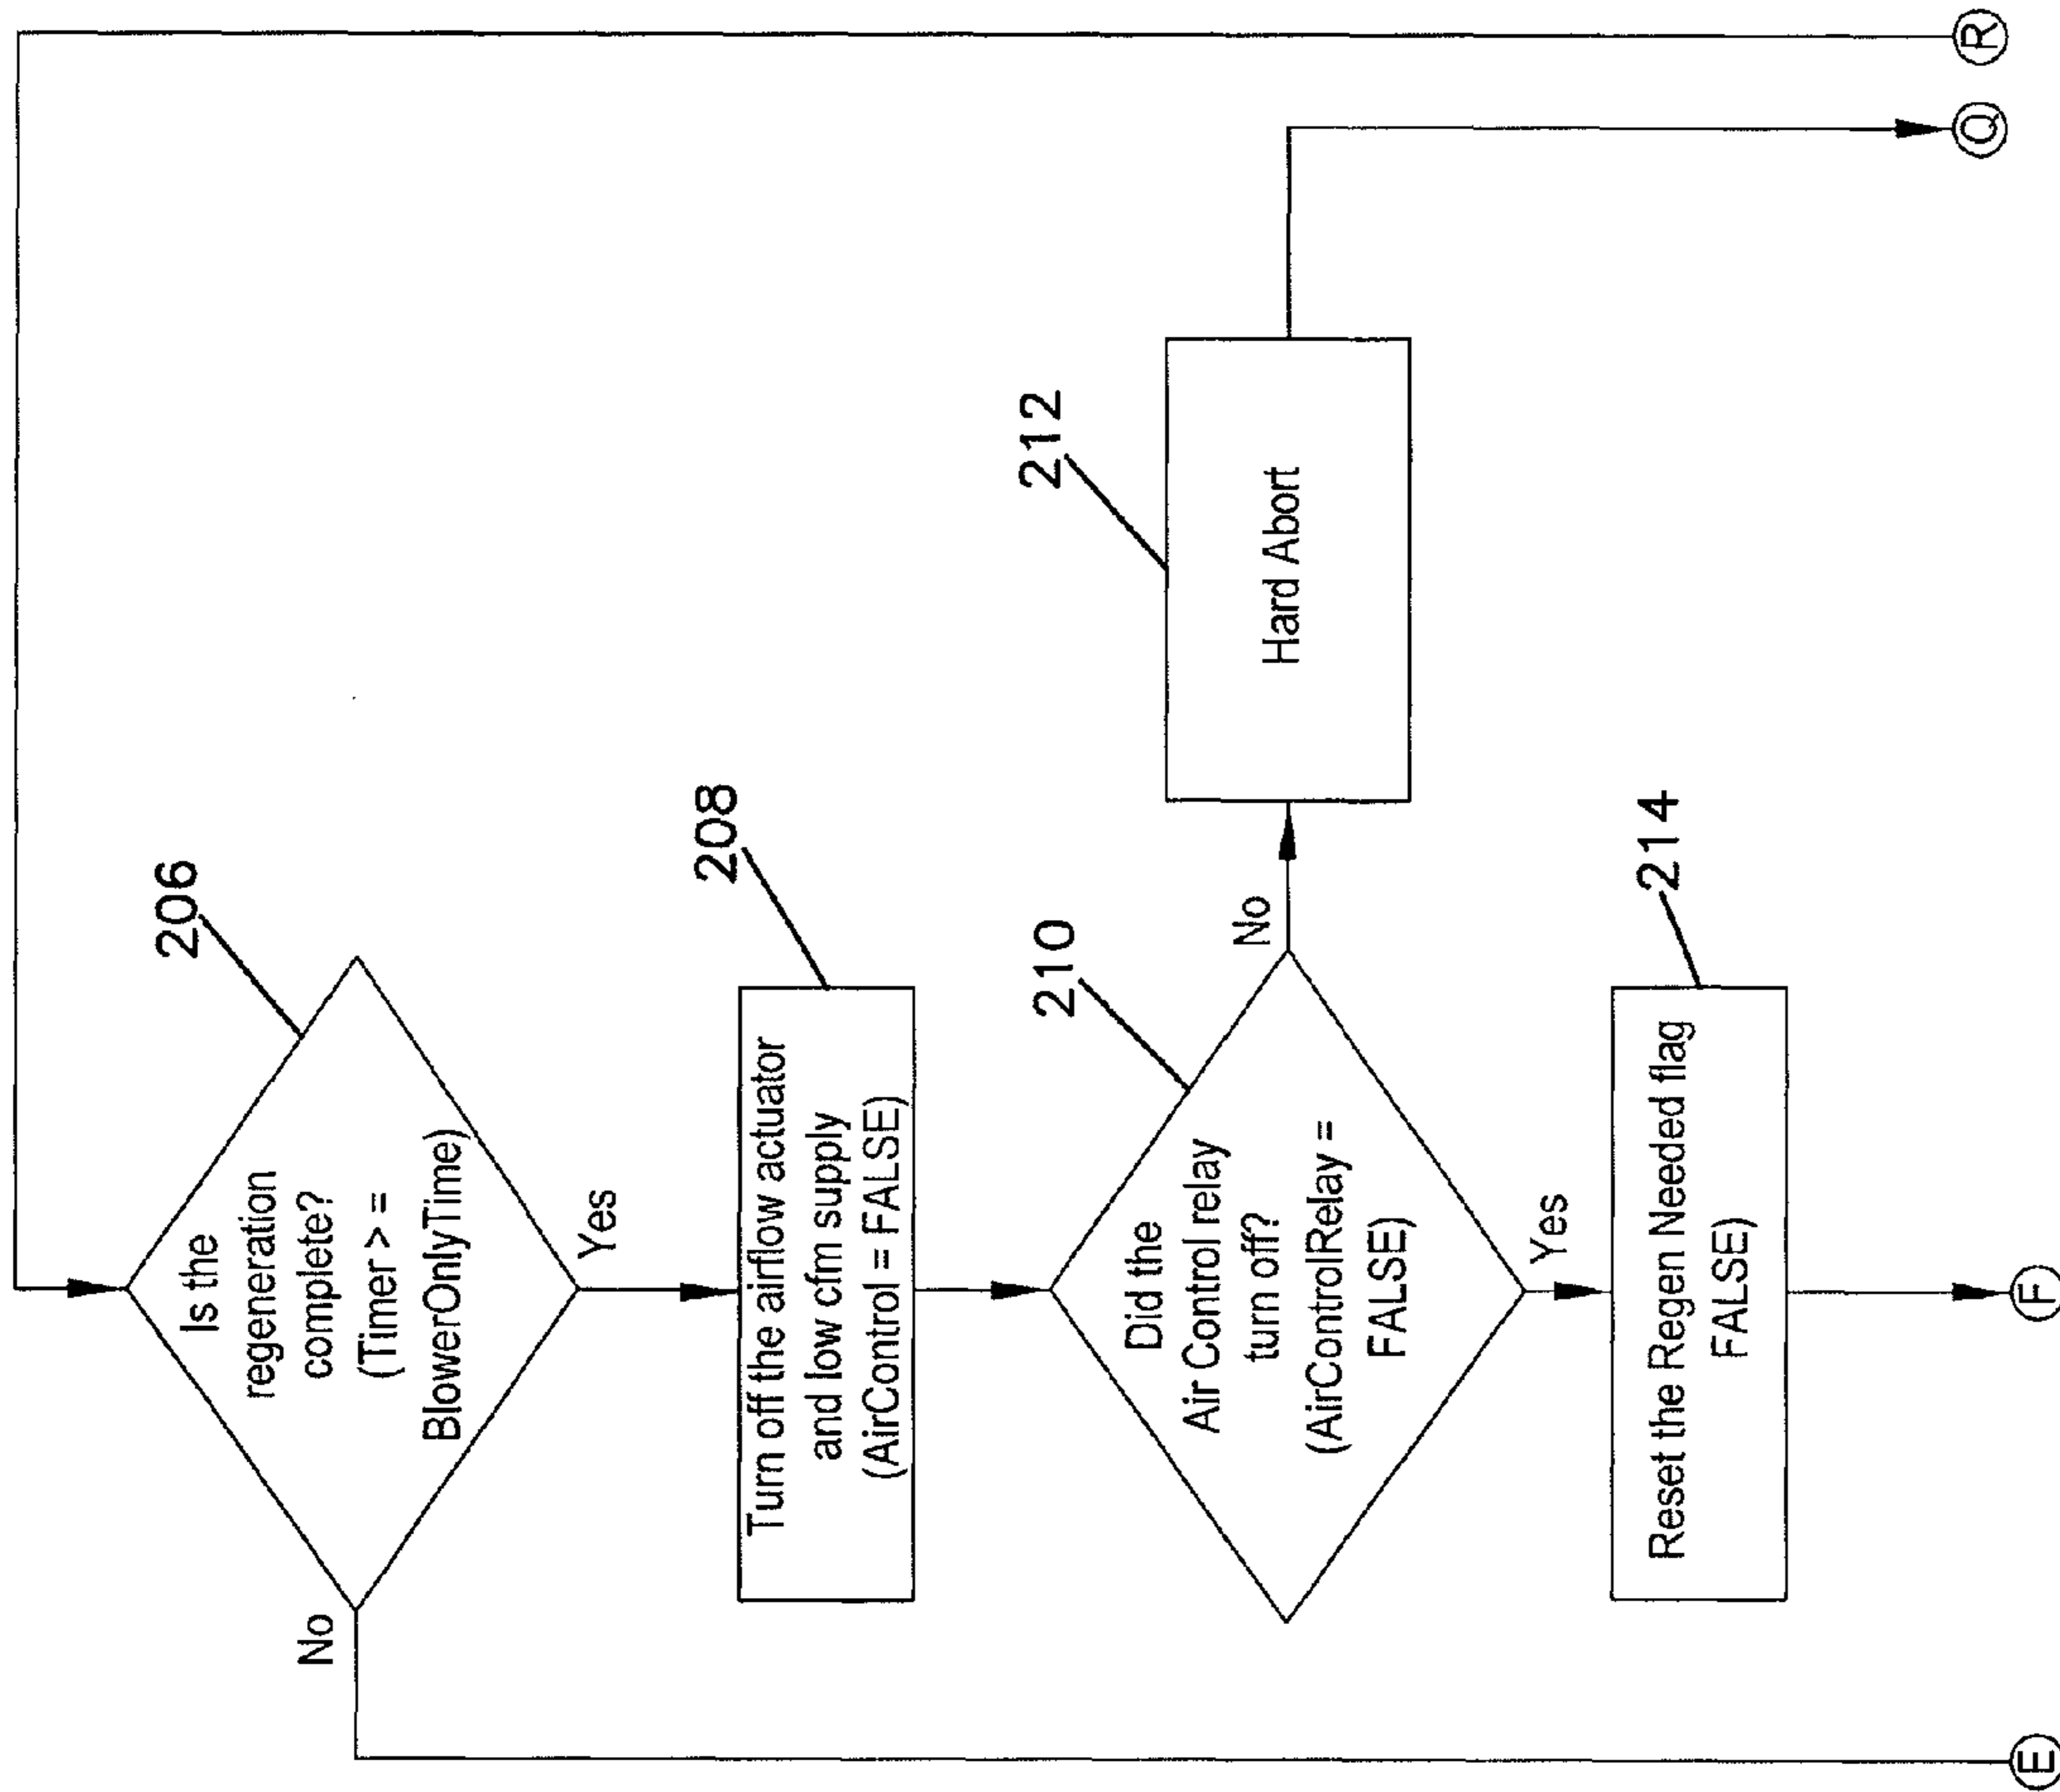 206
Is the
regeneration
complete?
(Timer > =
BlowerOnlyTime)
No
Yes
208
Turn off the airflow actuator
and low cfm supply
(AirControl = FALSE)
210
Did the
Air Control relay
turn off?
(AirControlRelay =
FALSE)
No
212
Hard Abort
Yes
214
Reset the Regen Needed flag
FALSE)
E
F
Q
R